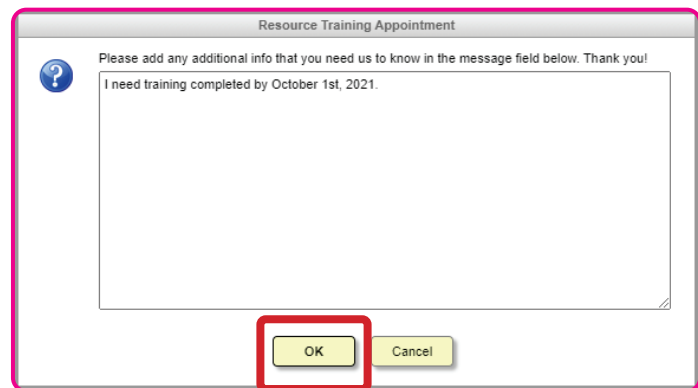 Resource Training Appointment
Please add any additional info that you need us to know in the message field below. Thank you!
I need training completed by October 1st, 2021.
OK
Cancel